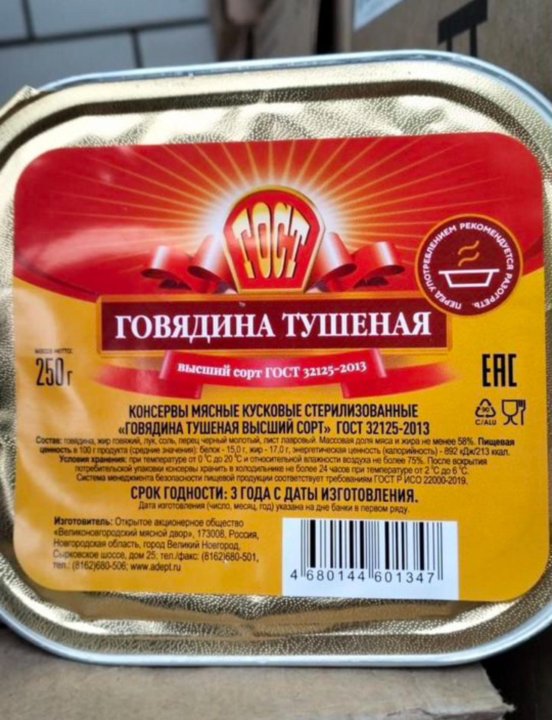 ГОСТ
ПЕРЕД УПОТРЕБЛЕНИЕМ РЕКОМЕНДУЕТСЯ РАЗОГРЕТЬ.
ГОВЯДИНА ТУШЕНАЯ
высший сорт ГОСТ 32125-2013
МАССА НЕТТО:
250 г
EAC
90
C/ALU
КОНСЕРВЫ МЯСНЫЕ КУСКОВЫЕ СТЕРИЛИЗОВАННЫЕ
«ГОВЯДИНА ТУШЕНАЯ ВЫСШИЙ СОРТ» ГОСТ 32125-2013
Состав: говядина, жир говяжий, лук, соль, перец черный молотый, лист лавровый. Массовая доля мяса и жира не менее 58%. Пищевая
ценность в 100 г продукта (средние значения): белок - 15,0 г, жир - 17,0 г, энергетическая ценность (калорийность) - 892 кДж/213 ккал.
Условия хранения: при температуре от 0 °С до 20 °С и относительной влажности воздуха не более 75%. После вскрытия
потребительской упаковки консервы хранить в холодильнике не более 24 часов при температуре от 2 °С до 6 °С.
Система менеджмента безопасности пищевой продукции соответствует требованиям ГОСТ Р ИСО 22000-2019.
СРОК ГОДНОСТИ: 3 ГОДА С ДАТЫ ИЗГОТОВЛЕНИЯ.
Дата изготовления (число, месяц, год) указана на дне банки в первом ряду.
Изготовитель: Открытое акционерное общество
«Великоновгородский мясной двор», 173008, Россия,
Новгородская область, город Великий Новгород,
Сырковское шоссе, дом 25, тел./факс: (8162)680-501,
тел.: (8162)680-506; www.adept.ru
4 680144 601347